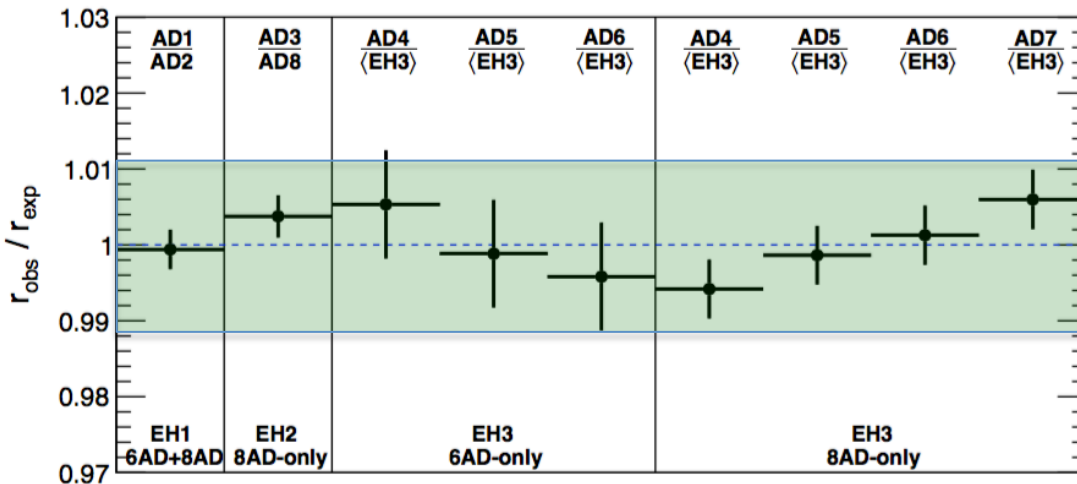 1.03
1.02
1.01
1
0.99
0.98
0.97
r_obs / r_exp
AD1
AD2
AD3
AD8
AD4
⟨EH3⟩
AD5
⟨EH3⟩
AD6
⟨EH3⟩
AD4
⟨EH3⟩
AD5
⟨EH3⟩
AD6
⟨EH3⟩
AD7
⟨EH3⟩
EH1
6AD+8AD
EH2
8AD-only
EH3
6AD-only
EH3
8AD-only